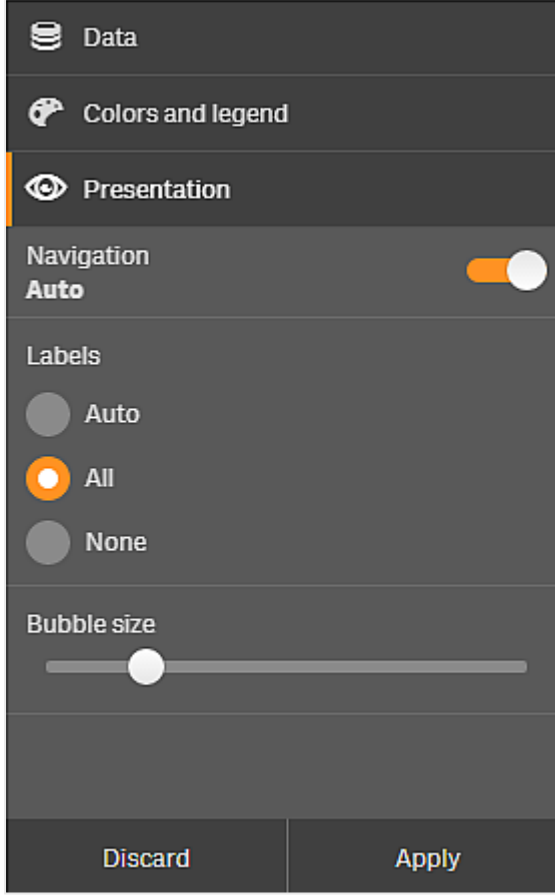 Data
Colors and legend
Presentation
Navigation
Auto
Labels
Auto
All
None
Bubble size
Discard
Apply